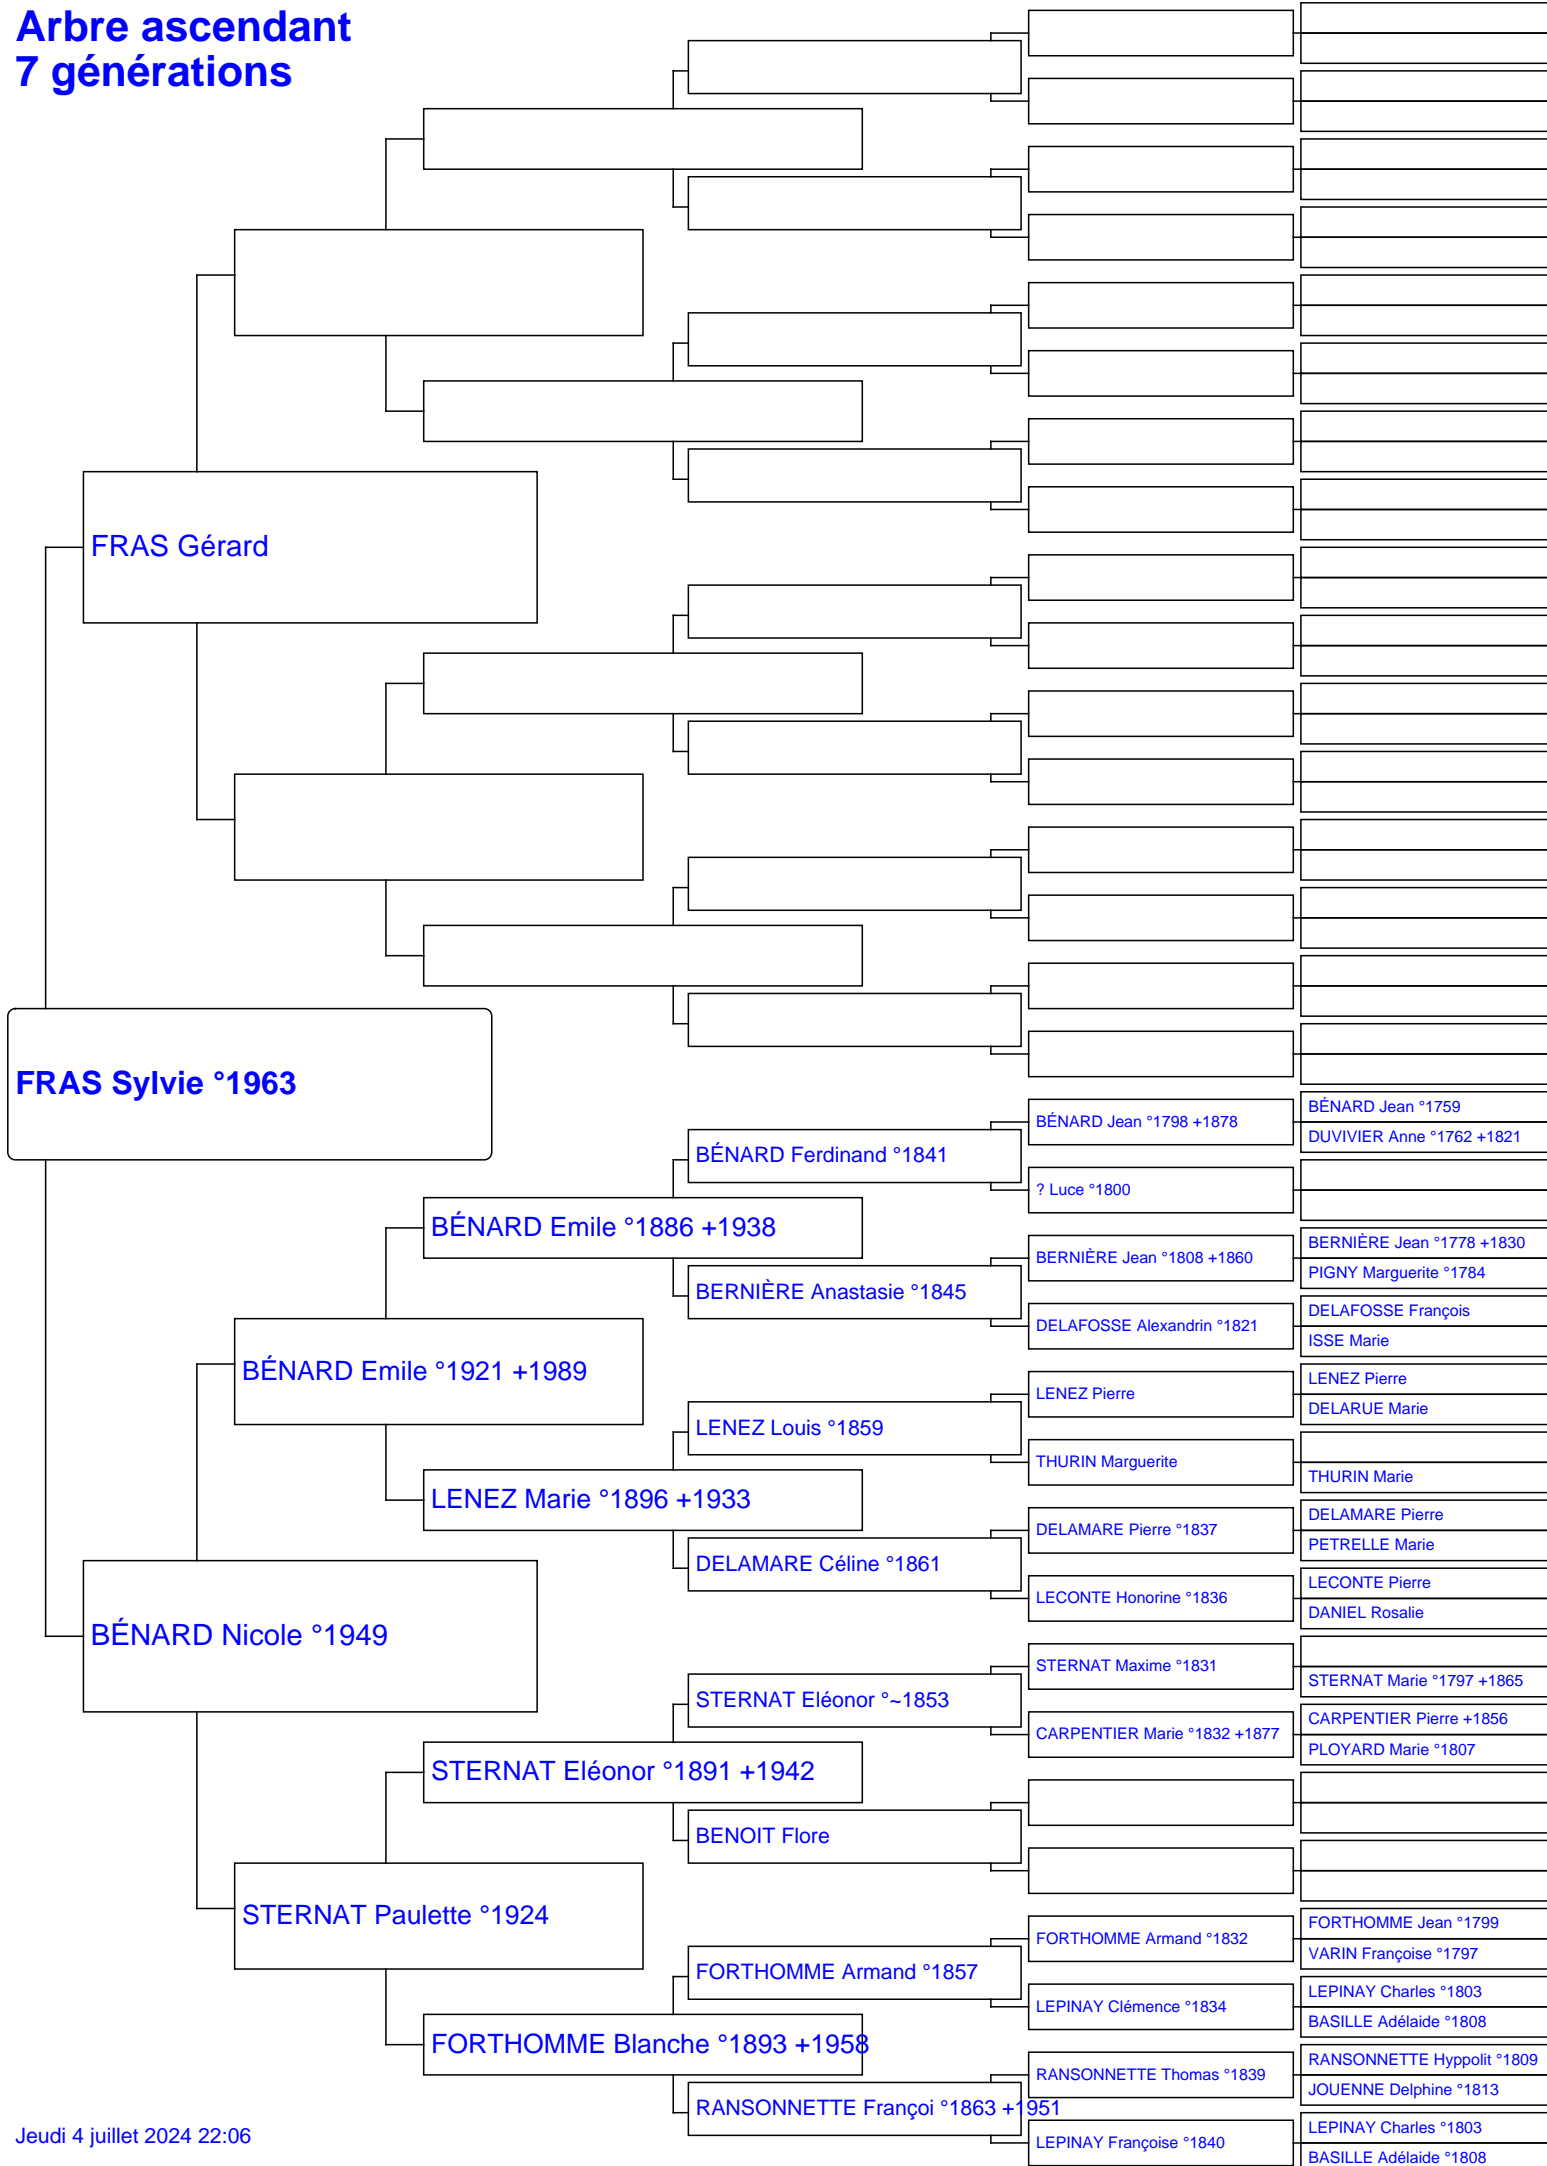 Arbre ascendant
7 générations
FRAS Gérard
FRAS Sylvie °1963
BÉNARD Jean °1759
BÉNARD Jean °1798 +1878
DUVIVIER Anne °1762 +1821
BÉNARD Ferdinand °1841
? Luce °1800
BÉNARD Emile °1886 +1938
BERNIÈRE Jean °1778 +1830
BERNIÈRE Jean °1808 +1860
PIGNY Marguerite °1784
BERNIÈRE Anastasie °1845
DELAFOSSE François
DELAFOSSE Alexandrin °1821
ISSE Marie
BÉNARD Emile °1921 +1989
LENEZ Pierre
LENEZ Pierre
DELARUE Marie
LENEZ Louis °1859
THURIN Marguerite
THURIN Marie
LENEZ Marie °1896 +1933
DELAMARE Pierre
DELAMARE Pierre °1837
PETRELLE Marie
DELAMARE Céline °1861
LECONTE Pierre
LECONTE Honorine °1836
DANIEL Rosalie
BÉNARD Nicole °1949
STERNAT Maxime °1831
STERNAT Marie °1797 +1865
STERNAT Eléonor °~1853
CARPENTIER Pierre +1856
CARPENTIER Marie °1832 +1877
PLOYARD Marie °1807
STERNAT Eléonor °1891 +1942
BENOIT Flore
STERNAT Paulette °1924
FORTHOMME Jean °1799
FORTHOMME Armand °1832
VARIN Françoise °1797
FORTHOMME Armand °1857
LEPINAY Charles °1803
LEPINAY Clémence °1834
BASILLE Adélaide °1808
FORTHOMME Blanche °1893 +1958
RANSONNETTE Hyppolit °1809
RANSONNETTE Thomas °1839
JOUENNE Delphine °1813
RANSONNETTE Françoi °1863 +1951
LEPINAY Charles °1803
LEPINAY Françoise °1840
BASILLE Adélaide °1808
Jeudi 4 juillet 2024 22:06